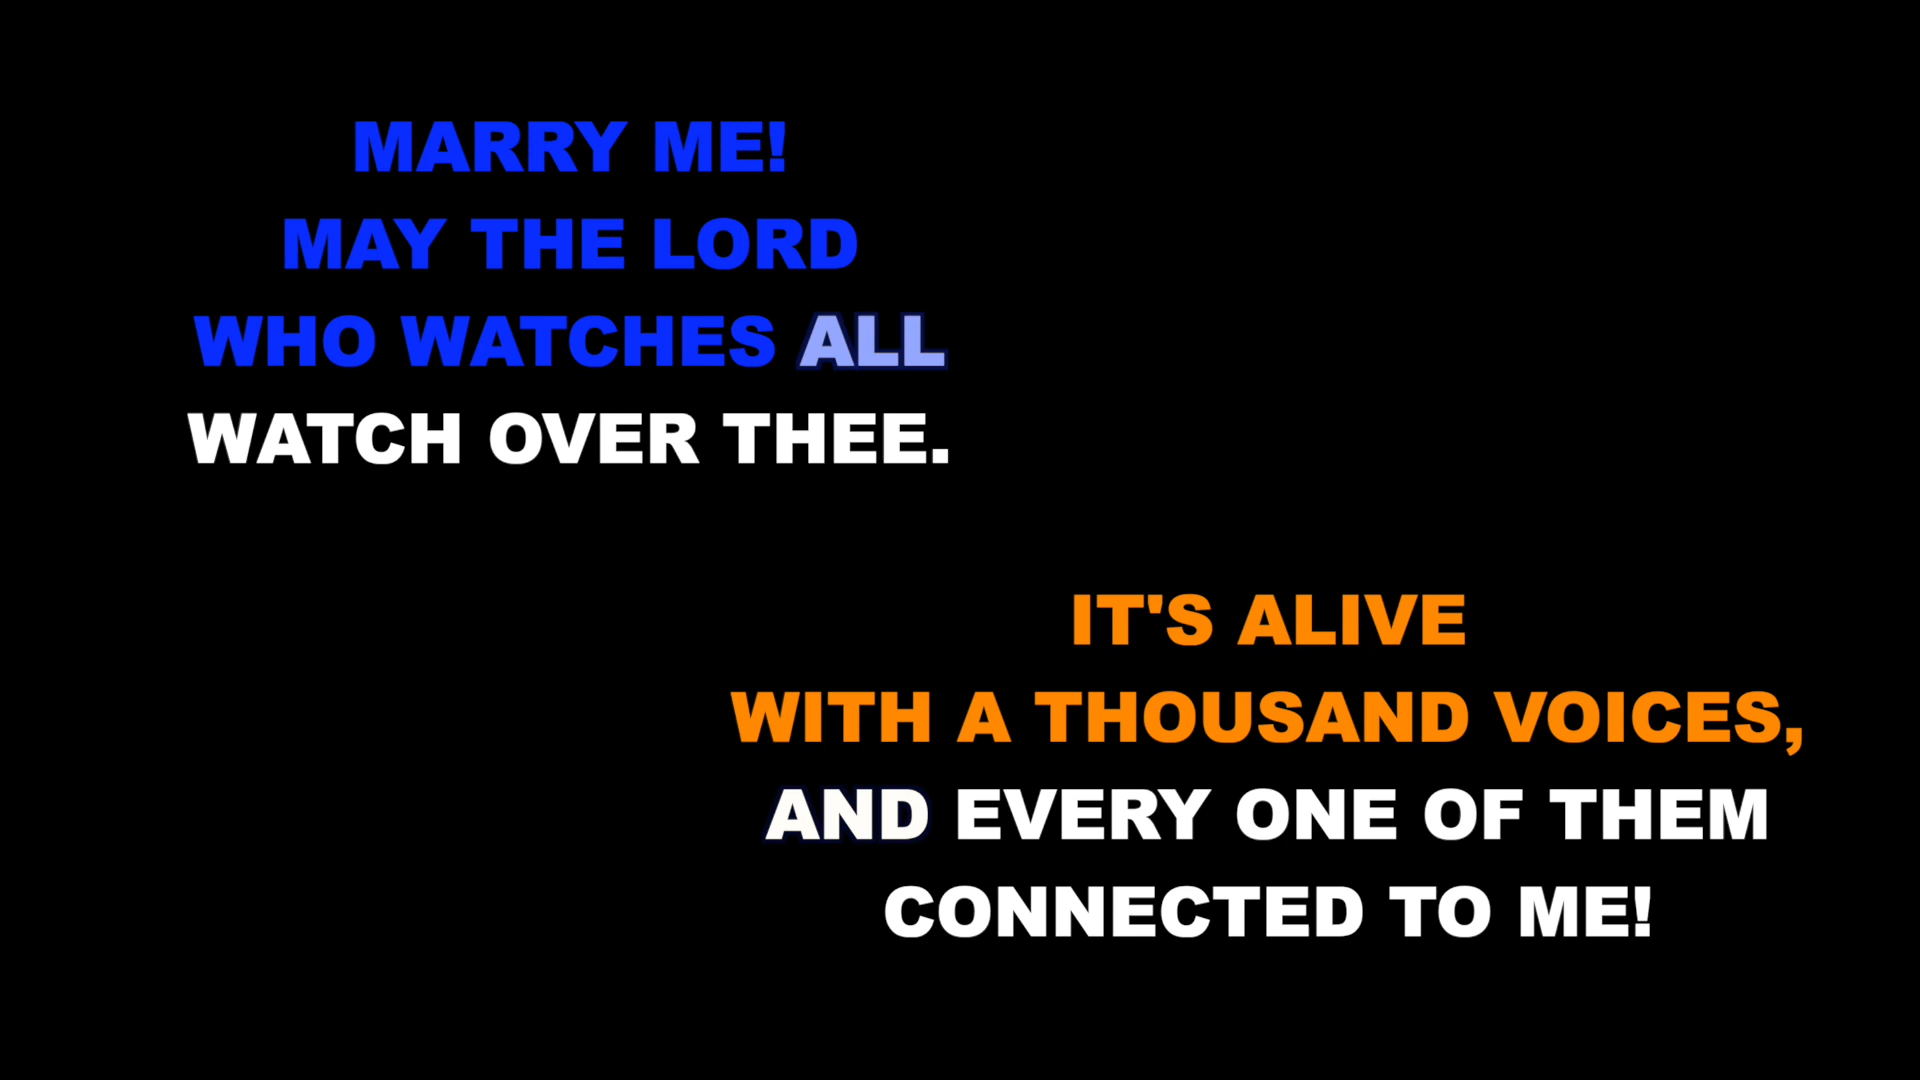 MARRY ME!
MAY THE LORD
WHO WATCHES ALL
WATCH OVER THEE.
IT'S ALIVE
WITH A THOUSAND VOICES,
AND EVERY ONE OF THEM
CONNECTED TO ME!